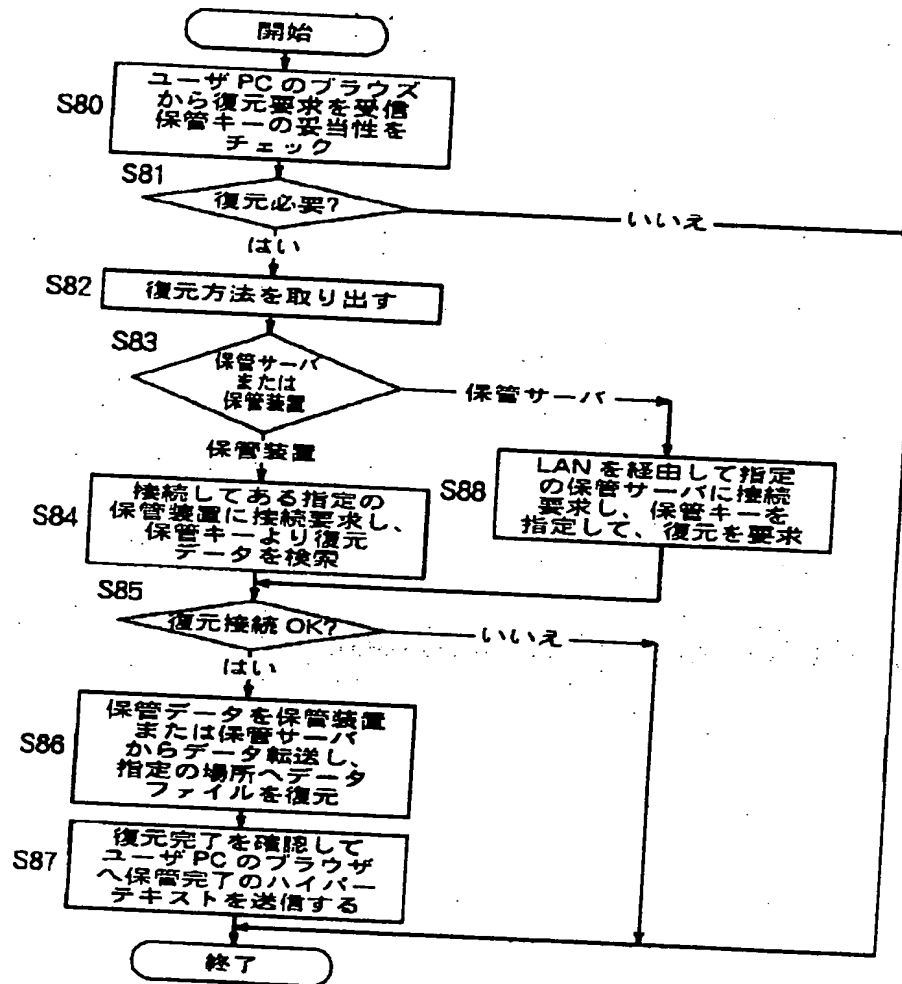 開始
S80
ユーザPCのブラウズ
から復元要求を受信
保管キーの妥当性を
チェック
S81
復元必要?
いいえ
はい
S82
復元方法を取り出す
S83
保管サーバ
または
保管装置
保管サーバ
保管装置
S84
接続してある指定の
保管装置に接続要求し、
保管キーより復元
データを検索
S88
LANを経由して指定
の保管サーバに接続
要求し、保管キーを
指定して、復元を要求
S85
復元接続OK?
いいえ
はい
S86
保管データを保管装置
または保管サーバ
からデータ転送し、
指定の場所へデータ
ファイルを復元
S87
復元完了を確認して
ユーザPCのブラウザ
へ保管完了のハイパー
テキストを送信する
終了